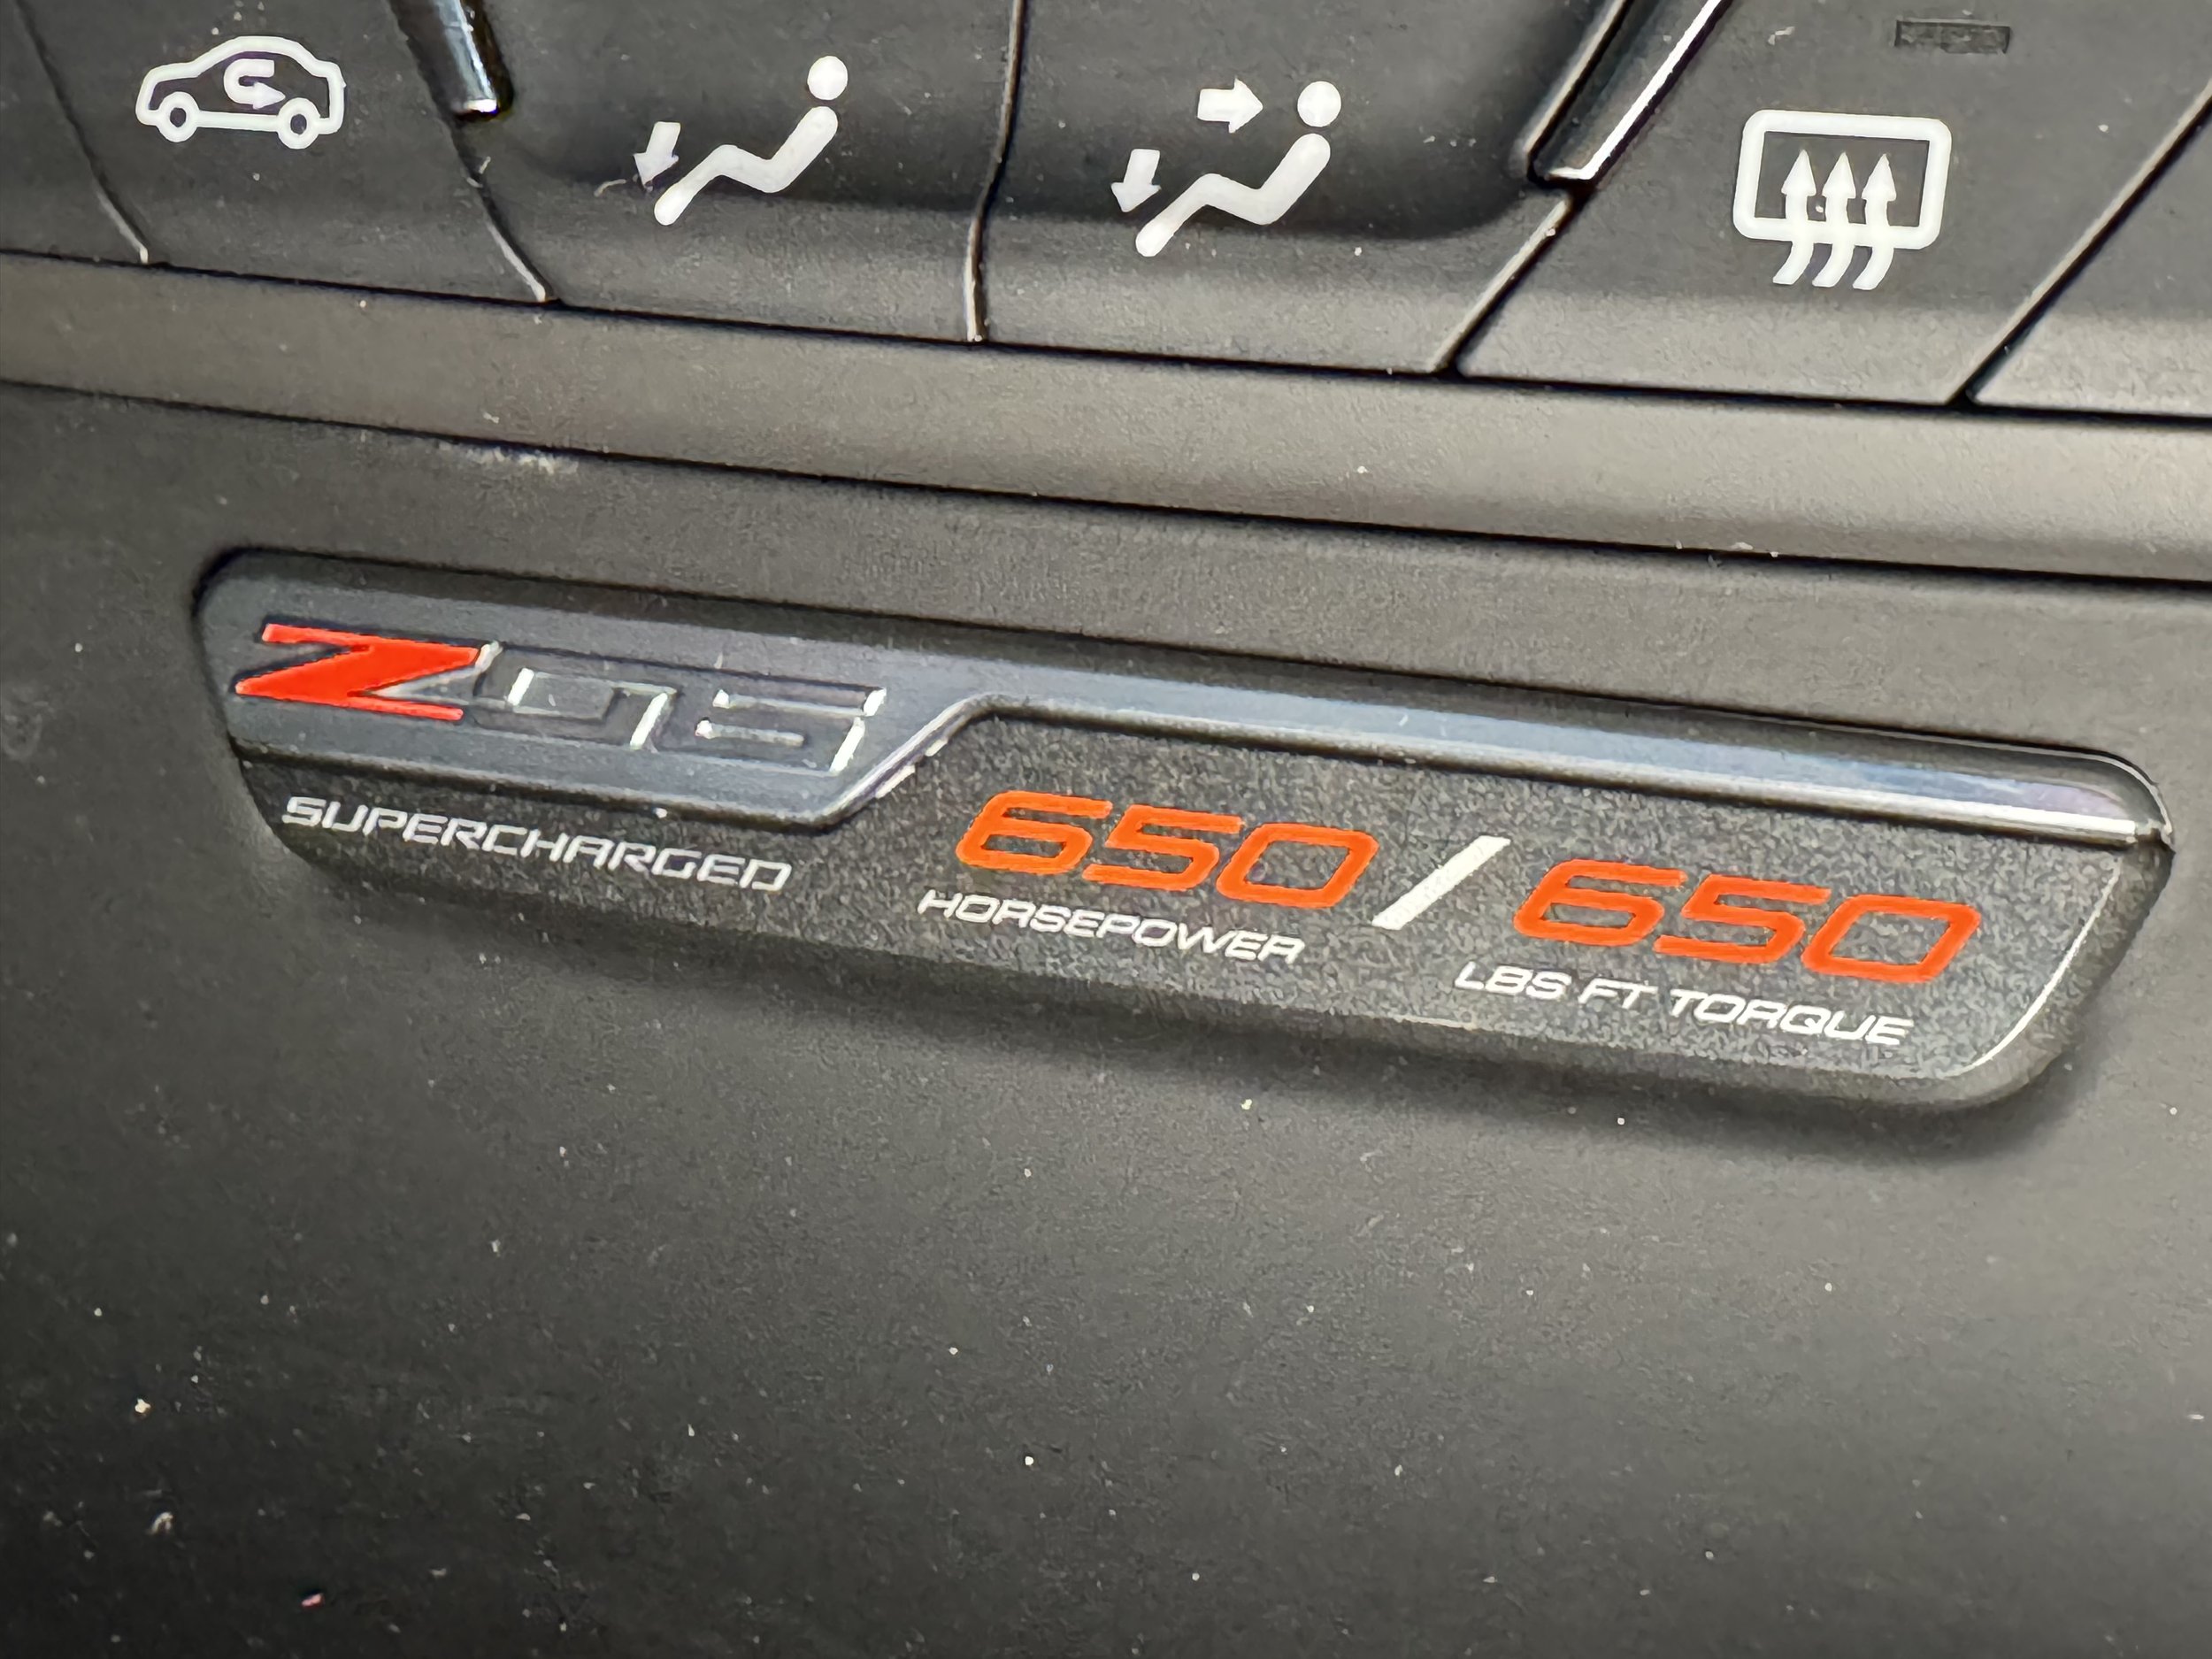 Z06
SUPERCHARGED
650 / 650
HORSEPOWER
LBS FT TORQUE